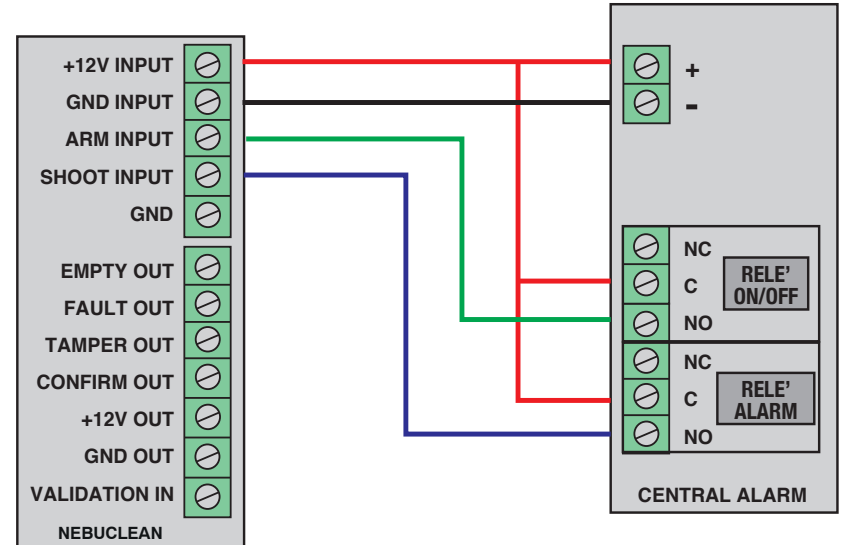 +12V INPUT
GND INPUT
ARM INPUT
SHOOT INPUT
GND
EMPTY OUT
FAULT OUT
TAMPER OUT
CONFIRM OUT
+12V OUT
GND OUT
VALIDATION IN
NEBUCLEAN
+
-
NC
C
NO
RELE’
ON/OFF
NC
C
NO
RELE’
ALARM
CENTRAL ALARM